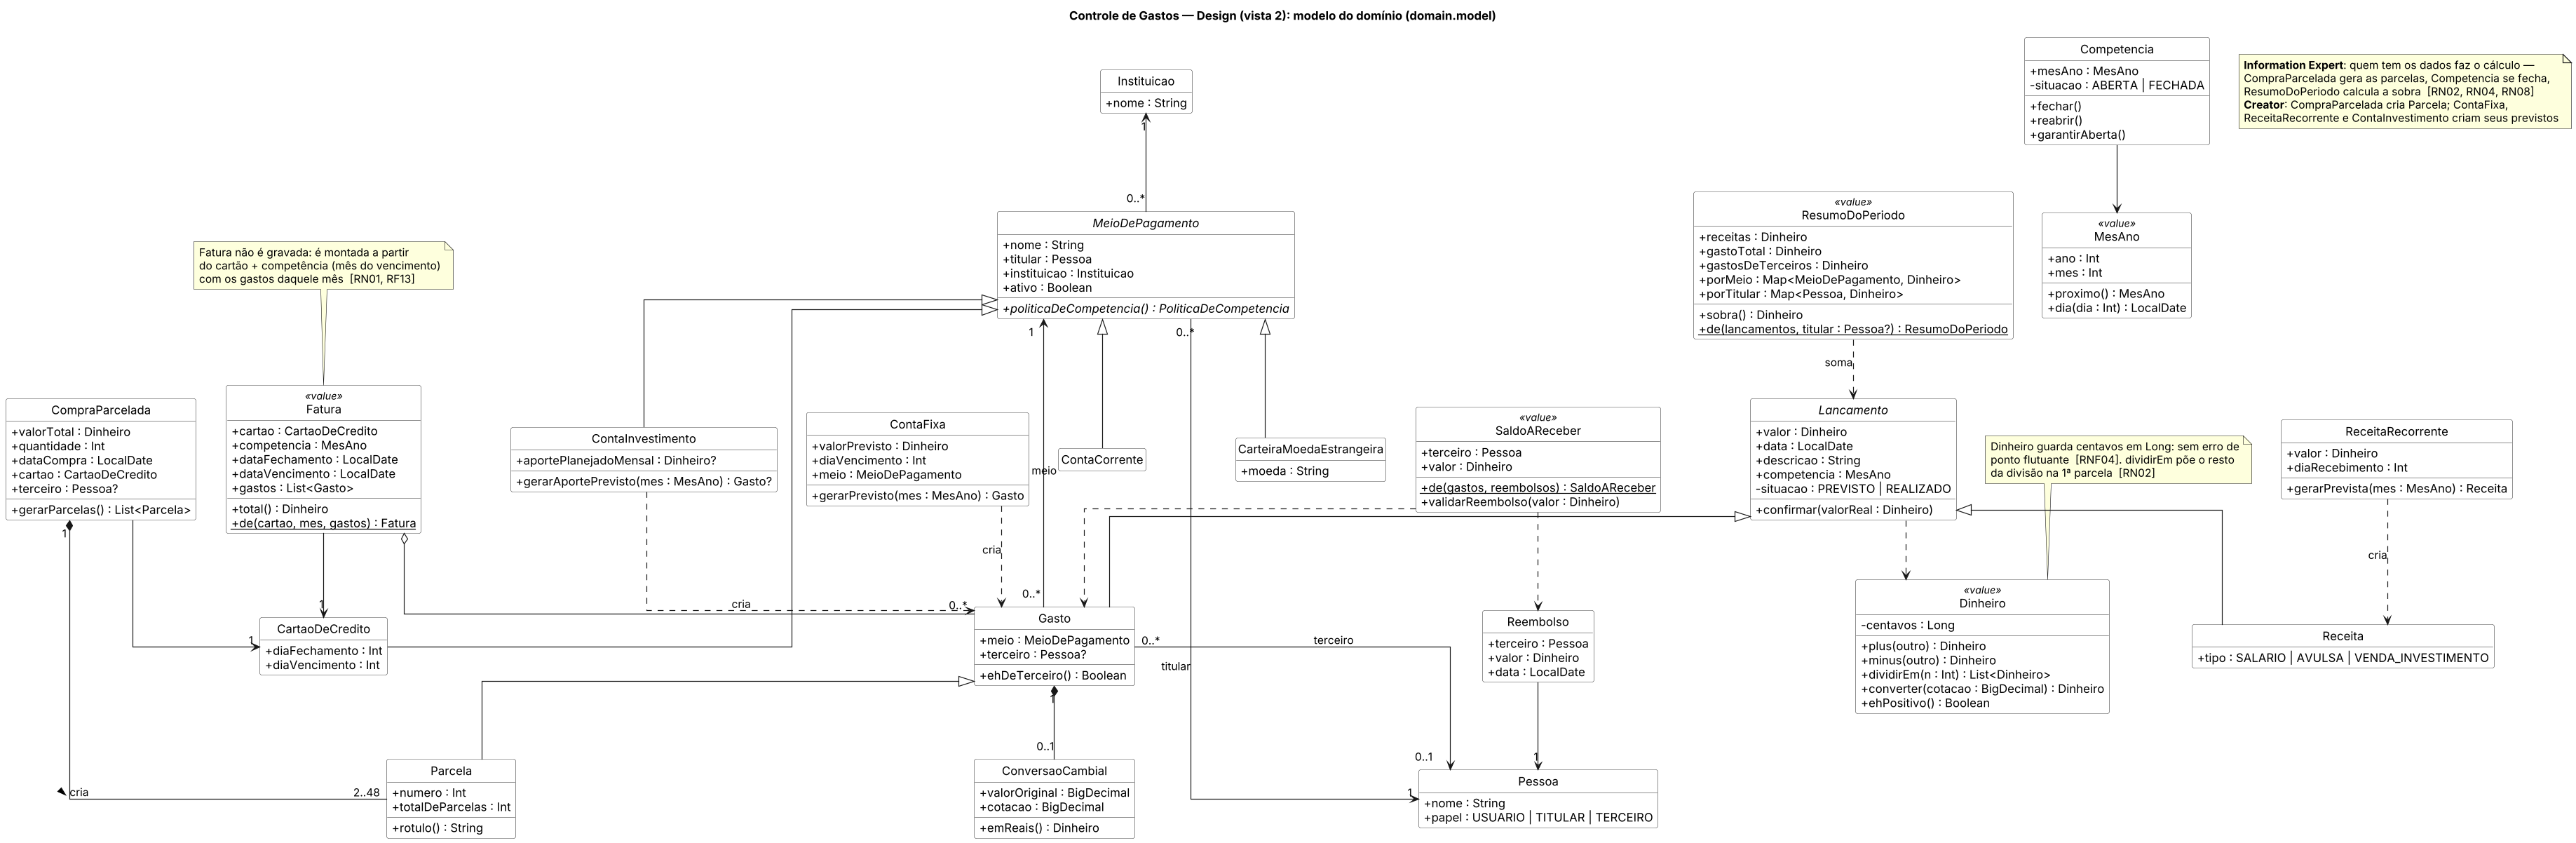 Controle de Gastos — Design (vista 2): modelo do domínio (domain.model)
Competencia
+mesAno : MesAno
-situacao : ABERTA | FECHADA
+fechar()
+reabrir()
+garantirAberta()
Information Expert: quem tem os dados faz o cálculo —
CompraParcelada gera as parcelas, Competencia se fecha,
ResumoDoPeriodo calcula a sobra  [RN02, RN04, RN08]
Creator: CompraParcelada cria Parcela; ContaFixa,
ReceitaRecorrente e ContaInvestimento criam seus previstos
Instituicao
+nome : String
1
0..*
MeioDePagamento
+nome : String
+titular : Pessoa
+instituicao : Instituicao
+ativo : Boolean
+politicaDeCompetencia() : PoliticaDeCompetencia
«value»
ResumoDoPeriodo
+receitas : Dinheiro
+gastoTotal : Dinheiro
+gastosDeTerceiros : Dinheiro
+porMeio : Map<MeioDePagamento, Dinheiro>
+porTitular : Map<Pessoa, Dinheiro>
+sobra() : Dinheiro
+de(lancamentos, titular : Pessoa?) : ResumoDoPeriodo
«value»
MesAno
+ano : Int
+mes : Int
+proximo() : MesAno
+dia(dia : Int) : LocalDate
Fatura não é gravada: é montada a partir
do cartão + competência (mês do vencimento)
com os gastos daquele mês  [RN01, RF13]
1
0..*
soma
CompraParcelada
+valorTotal : Dinheiro
+quantidade : Int
+dataCompra : LocalDate
+cartao : CartaoDeCredito
+terceiro : Pessoa?
+gerarParcelas() : List<Parcela>
«value»
Fatura
+cartao : CartaoDeCredito
+competencia : MesAno
+dataFechamento : LocalDate
+dataVencimento : LocalDate
+gastos : List<Gasto>
+total() : Dinheiro
+de(cartao, mes, gastos) : Fatura
ContaInvestimento
+aportePlanejadoMensal : Dinheiro?
+gerarAportePrevisto(mes : MesAno) : Gasto?
ContaFixa
+valorPrevisto : Dinheiro
+diaVencimento : Int
+meio : MeioDePagamento
+gerarPrevisto(mes : MesAno) : Gasto
meio
ContaCorrente
CarteiraMoedaEstrangeira
+moeda : String
«value»
SaldoAReceber
+terceiro : Pessoa
+valor : Dinheiro
+de(gastos, reembolsos) : SaldoAReceber
+validarReembolso(valor : Dinheiro)
Lancamento
+valor : Dinheiro
+data : LocalDate
+descricao : String
+competencia : MesAno
-situacao : PREVISTO | REALIZADO
+confirmar(valorReal : Dinheiro)
Dinheiro guarda centavos em Long: sem erro de
ponto flutuante  [RNF04]. dividirEm põe o resto
da divisão na 1ª parcela  [RN02]
ReceitaRecorrente
+valor : Dinheiro
+diaRecebimento : Int
+gerarPrevista(mes : MesAno) : Receita
1
cria
cria
1
cria
0..*
0..*
CartaoDeCredito
+diaFechamento : Int
+diaVencimento : Int
1
Gasto
+meio : MeioDePagamento
+terceiro : Pessoa?
+ehDeTerceiro() : Boolean
0..*
terceiro
titular
Reembolso
+terceiro : Pessoa
+valor : Dinheiro
+data : LocalDate
«value»
Dinheiro
-centavos : Long
+plus(outro) : Dinheiro
+minus(outro) : Dinheiro
+dividirEm(n : Int) : List<Dinheiro>
+converter(cotacao : BigDecimal) : Dinheiro
+ehPositivo() : Boolean
Receita
+tipo : SALARIO | AVULSA | VENDA_INVESTIMENTO
1
0..1
0..1
1
cria
2..48
Parcela
+numero : Int
+totalDeParcelas : Int
+rotulo() : String
ConversaoCambial
+valorOriginal : BigDecimal
+cotacao : BigDecimal
+emReais() : Dinheiro
1
Pessoa
+nome : String
+papel : USUARIO | TITULAR | TERCEIRO